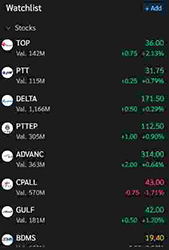 Watchlist + Add
Stocks
TOP 36.00
Val. 142M +0.75 +2.13%
PTT 31.75
Val. 115M +0.25 +0.79%
DELTA 171.50
Val. 1,166M +0.50 +0.29%
PTTEP 112.50
Val. 305M +1.00 +0.90%
ADVANC 314.00
Val. 363M +2.00 +0.64%
CPALL 43.00
Val. 570M -0.75 -1.71%
GULF 42.00
Val. 181M +0.50 +1.20%
BDMS 19.40